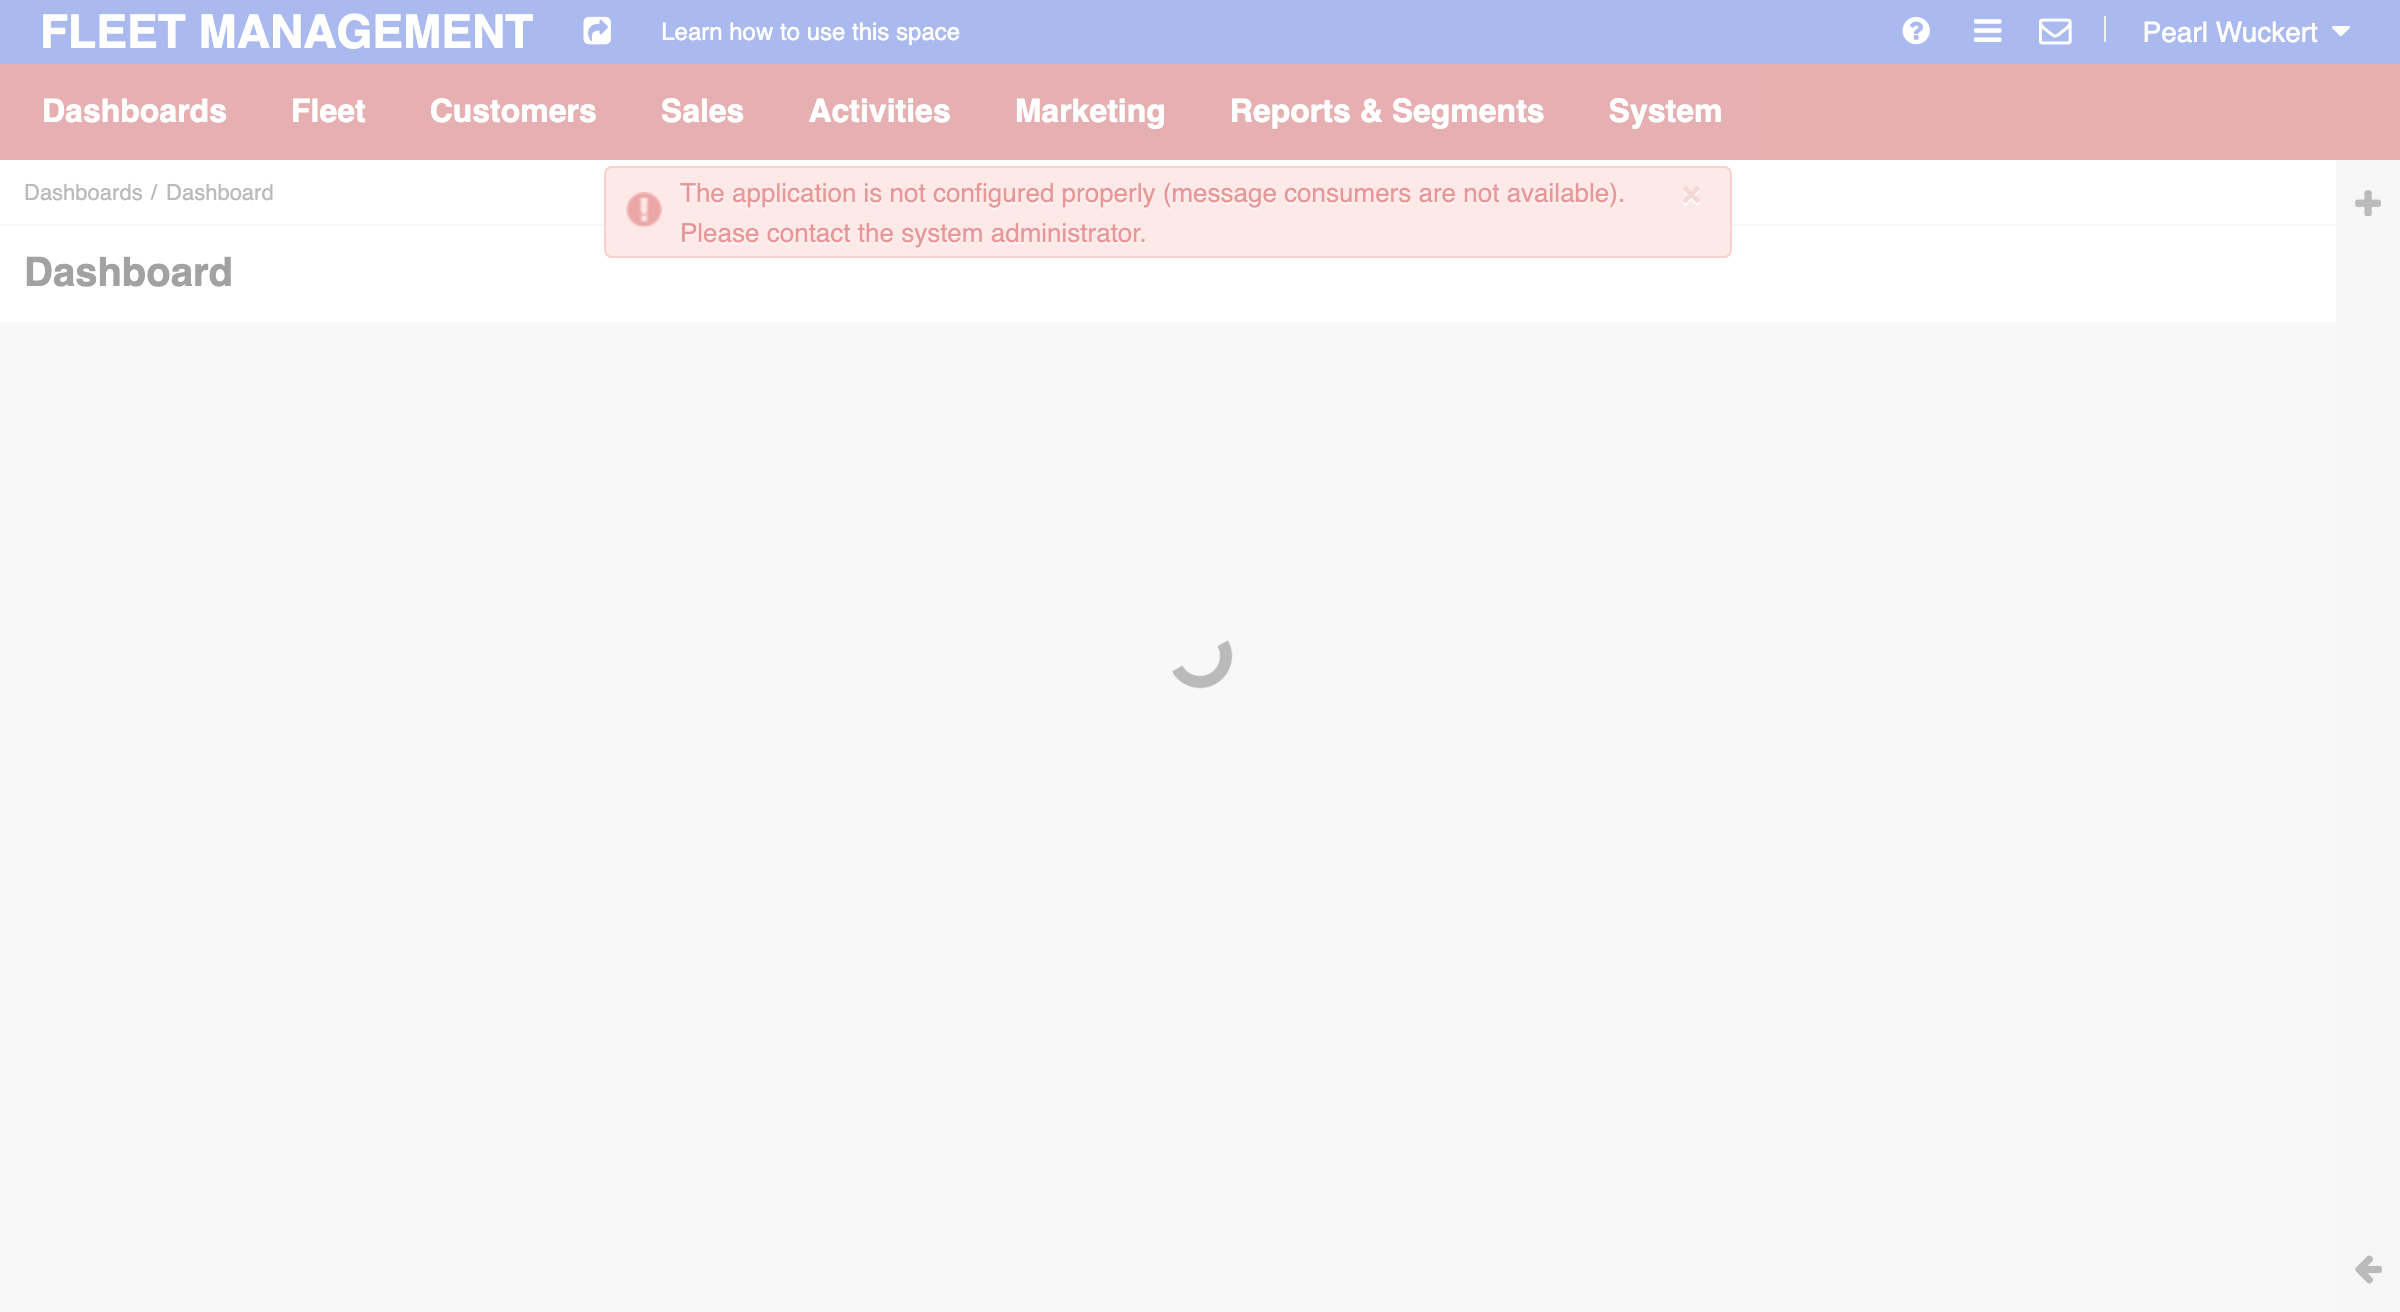 FLEET MANAGEMENT
Learn how to use this space
Pearl Wuckert
Dashboards
Fleet
Customers
Sales
Activities
Marketing
Reports & Segments
System
Dashboards / Dashboard
The application is not configured properly (message consumers are not available).
Please contact the system administrator.
Dashboard